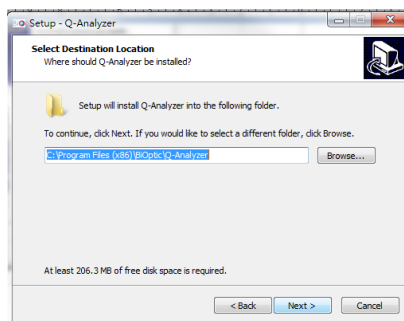 Setup - Q-Analyzer
Select Destination Location
Where should Q-Analyzer be installed?
Setup will install Q-Analyzer into the following folder.
To continue, click Next. If you would like to select a different folder, click Browse.
C:\Program Files (x86)\BiOptic\Q-Analyzer
Browse...
At least 206.3 MB of free disk space is required.
< Back
Next >
Cancel